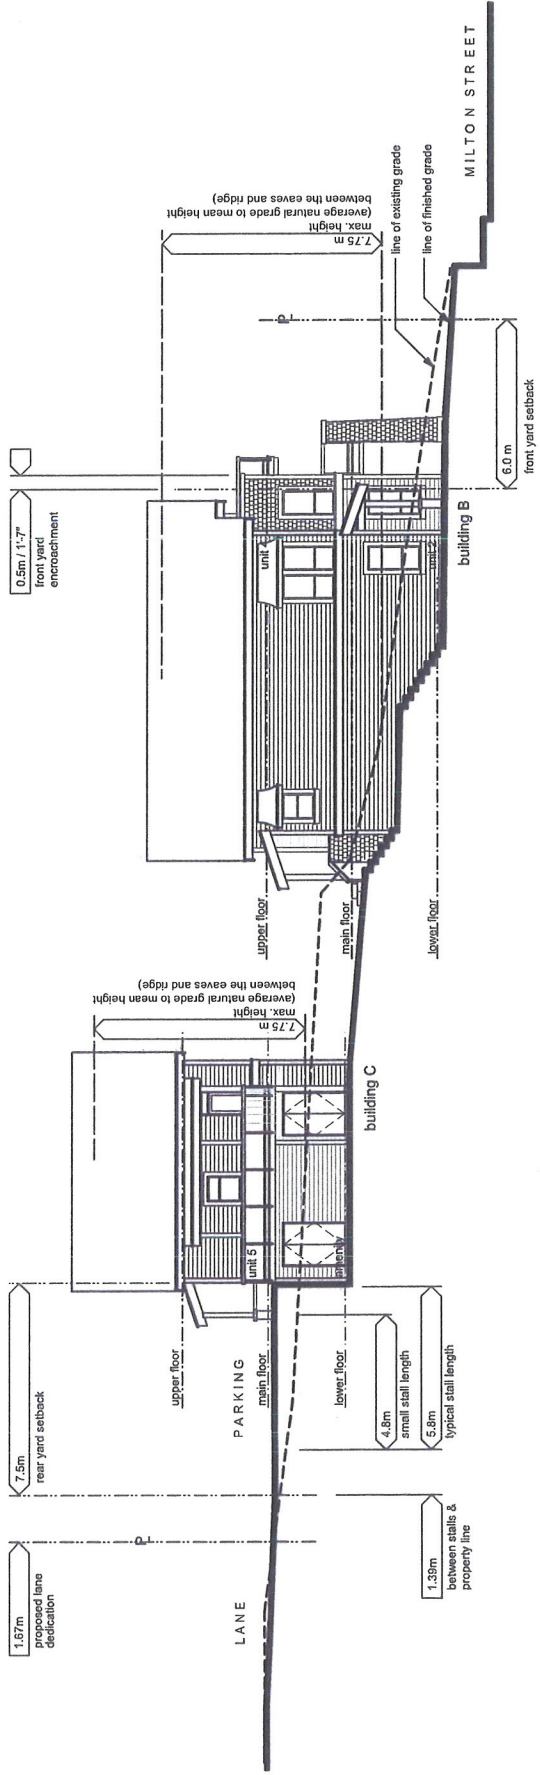 1.67m
proposed lane
dedication
7.5m
rear yard setback
0.5m / 1'-7"
front yard
encroachment
LANE
PARKING
P
L
upper floor
main floor
lower floor
unit 5
amenity
building C
7.75 m
max. height
(average natural grade to mean height
between the eaves and ridge)
upper floor
main floor
lower floor
unit
unit 2
building B
7.75 m
max. height
(average natural grade to mean height
between the eaves and ridge)
P
L
line of existing grade
line of finished grade
MILTON STREET
1.39m
between stalls &
property line
4.8m
small stall length
5.8m
typical stall length
6.0 m
front yard setback